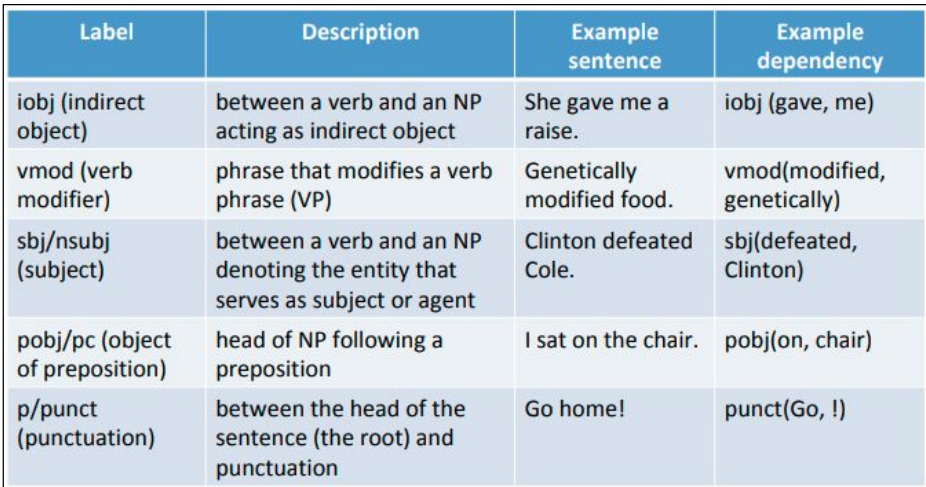 Label
Description
Example
sentence
Example
dependency
iobj (indirect
object)
between a verb and an NP
acting as indirect object
She gave me a
raise.
iobj (gave, me)
vmod (verb
modifier)
phrase that modifies a verb
phrase (VP)
Genetically
modified food.
vmod(modified,
genetically)
sbj/nsubj
(subject)
between a verb and an NP
denoting the entity that
serves as subject or agent
Clinton defeated
Cole.
sbj(defeated,
Clinton)
pobj/pc (object
of preposition)
head of NP following a
preposition
I sat on the chair.
pobj(on, chair)
p/punct
(punctuation)
between the head of the
sentence (the root) and
punctuation
Go home!
punct(Go, !)